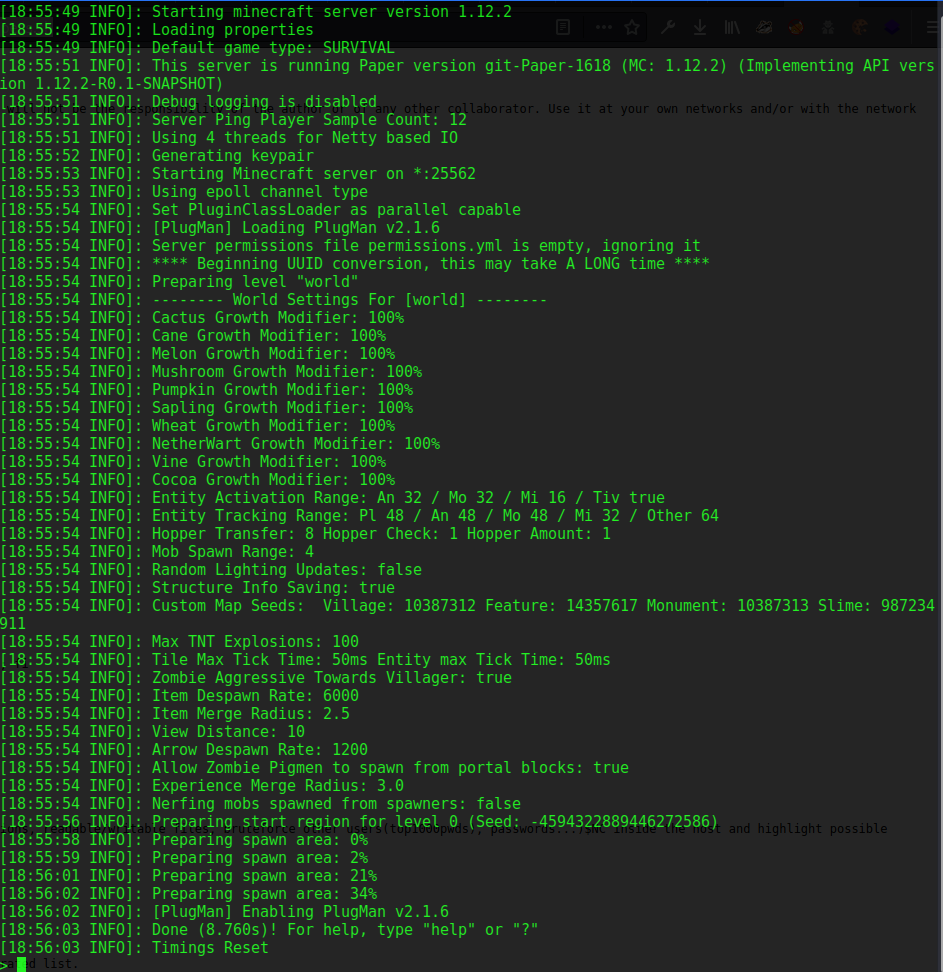 [18:55:49 INFO]: Starting minecraft server version 1.12.2
[18:55:49 INFO]: Loading properties
[18:55:49 INFO]: Default game type: SURVIVAL
[18:55:51 INFO]: This server is running Paper version git-Paper-1618 (MC: 1.12.2) (Implementing API vers
ion 1.12.2-R0.1-SNAPSHOT)
[18:55:51 INFO]: Debug logging is disabled
any other collaborator. Use it at your own networks and/or with the network
[18:55:51 INFO]: Server Ping Player Sample Count: 12
[18:55:51 INFO]: Using 4 threads for Netty based IO
[18:55:52 INFO]: Generating keypair
[18:55:53 INFO]: Starting Minecraft server on *:25562
[18:55:53 INFO]: Using epoll channel type
[18:55:54 INFO]: Set PluginClassLoader as parallel capable
[18:55:54 INFO]: [PlugMan] Loading PlugMan v2.1.6
[18:55:54 INFO]: Server permissions file permissions.yml is empty, ignoring it
[18:55:54 INFO]: **** Beginning UUID conversion, this may take A LONG time ****
[18:55:54 INFO]: Preparing level "world"
[18:55:54 INFO]: -------- World Settings For [world] --------
[18:55:54 INFO]: Cactus Growth Modifier: 100%
[18:55:54 INFO]: Cane Growth Modifier: 100%
[18:55:54 INFO]: Melon Growth Modifier: 100%
[18:55:54 INFO]: Mushroom Growth Modifier: 100%
[18:55:54 INFO]: Pumpkin Growth Modifier: 100%
[18:55:54 INFO]: Sapling Growth Modifier: 100%
[18:55:54 INFO]: Wheat Growth Modifier: 100%
[18:55:54 INFO]: NetherWart Growth Modifier: 100%
[18:55:54 INFO]: Vine Growth Modifier: 100%
[18:55:54 INFO]: Cocoa Growth Modifier: 100%
[18:55:54 INFO]: Entity Activation Range: An 32 / Mo 32 / Mi 16 / Tiv true
[18:55:54 INFO]: Entity Tracking Range: Pl 48 / An 48 / Mo 48 / Mi 32 / Other 64
[18:55:54 INFO]: Hopper Transfer: 8 Hopper Check: 1 Hopper Amount: 1
[18:55:54 INFO]: Mob Spawn Range: 4
[18:55:54 INFO]: Random Lighting Updates: false
[18:55:54 INFO]: Structure Info Saving: true
[18:55:54 INFO]: Custom Map Seeds:  Village: 10387312 Feature: 14357617 Monument: 10387313 Slime: 987234
911
[18:55:54 INFO]: Max TNT Explosions: 100
[18:55:54 INFO]: Tile Max Tick Time: 50ms Entity max Tick Time: 50ms
[18:55:54 INFO]: Zombie Aggressive Towards Villager: true
[18:55:54 INFO]: Item Despawn Rate: 6000
[18:55:54 INFO]: Item Merge Radius: 2.5
[18:55:54 INFO]: View Distance: 10
[18:55:54 INFO]: Arrow Despawn Rate: 1200
[18:55:54 INFO]: Allow Zombie Pigmen to spawn from portal blocks: true
[18:55:54 INFO]: Experience Merge Radius: 3.0
[18:55:54 INFO]: Nerfing mobs spawned from spawners: false
[18:55:56 INFO]: Preparing start region for level 0 (Seed: -4594322889446272586)
inside the host and highlight possible
[18:55:58 INFO]: Preparing spawn area: 0%
[18:55:59 INFO]: Preparing spawn area: 2%
[18:56:01 INFO]: Preparing spawn area: 21%
[18:56:02 INFO]: Preparing spawn area: 34%
[18:56:02 INFO]: [PlugMan] Enabling PlugMan v2.1.6
[18:56:03 INFO]: Done (8.760s)! For help, type "help" or "?"
[18:56:03 INFO]: Timings Reset
> list.